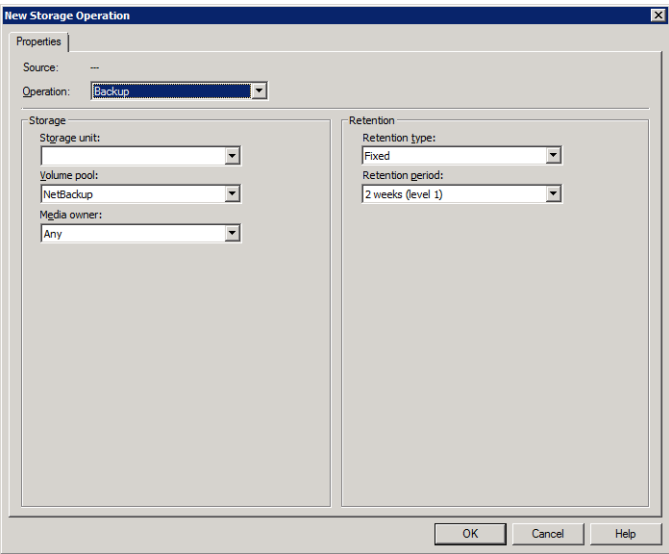 New Storage Operation
Properties
Source: ---
Operation: Backup
Storage
Storage unit:
Volume pool:
NetBackup
Media owner:
Any
Retention
Retention type:
Fixed
Retention period:
2 weeks (level 1)
OK Cancel Help